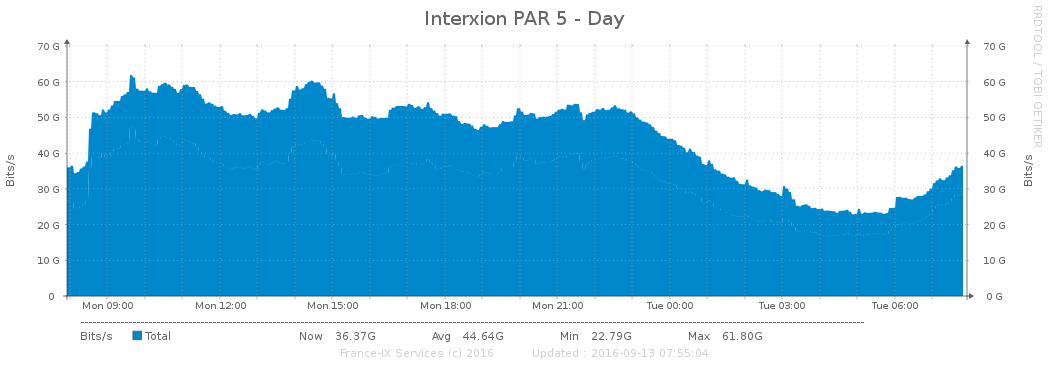 Interxion PAR 5 - Day
RRDTOOL / TOBI OETIKER
Bits/s
70 G 70 G
60 G 60 G
50 G 50 G
40 G 40 G
30 G 30 G
20 G 20 G
10 G 10 G
0 0 G
Bits/s
Mon 09:00 Mon 12:00 Mon 15:00 Mon 18:00 Mon 21:00 Tue 00:00 Tue 03:00 Tue 06:00
Bits/s Total Now 36.37G Avg 44.64G Min 22.79G Max 61.80G
France-IX Services (c) 2016 Updated : 2016-09-13 07:55:04